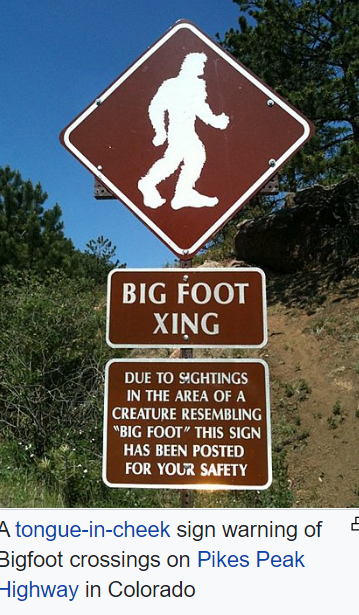 BIG FOOT
XING
DUE TO SIGHTINGS
IN THE AREA OF A
CREATURE RESEMBLING
"BIG FOOT" THIS SIGN
HAS BEEN POSTED
FOR YOUR SAFETY
A tongue-in-cheek sign warning of
Bigfoot crossings on Pikes Peak
Highway in Colorado